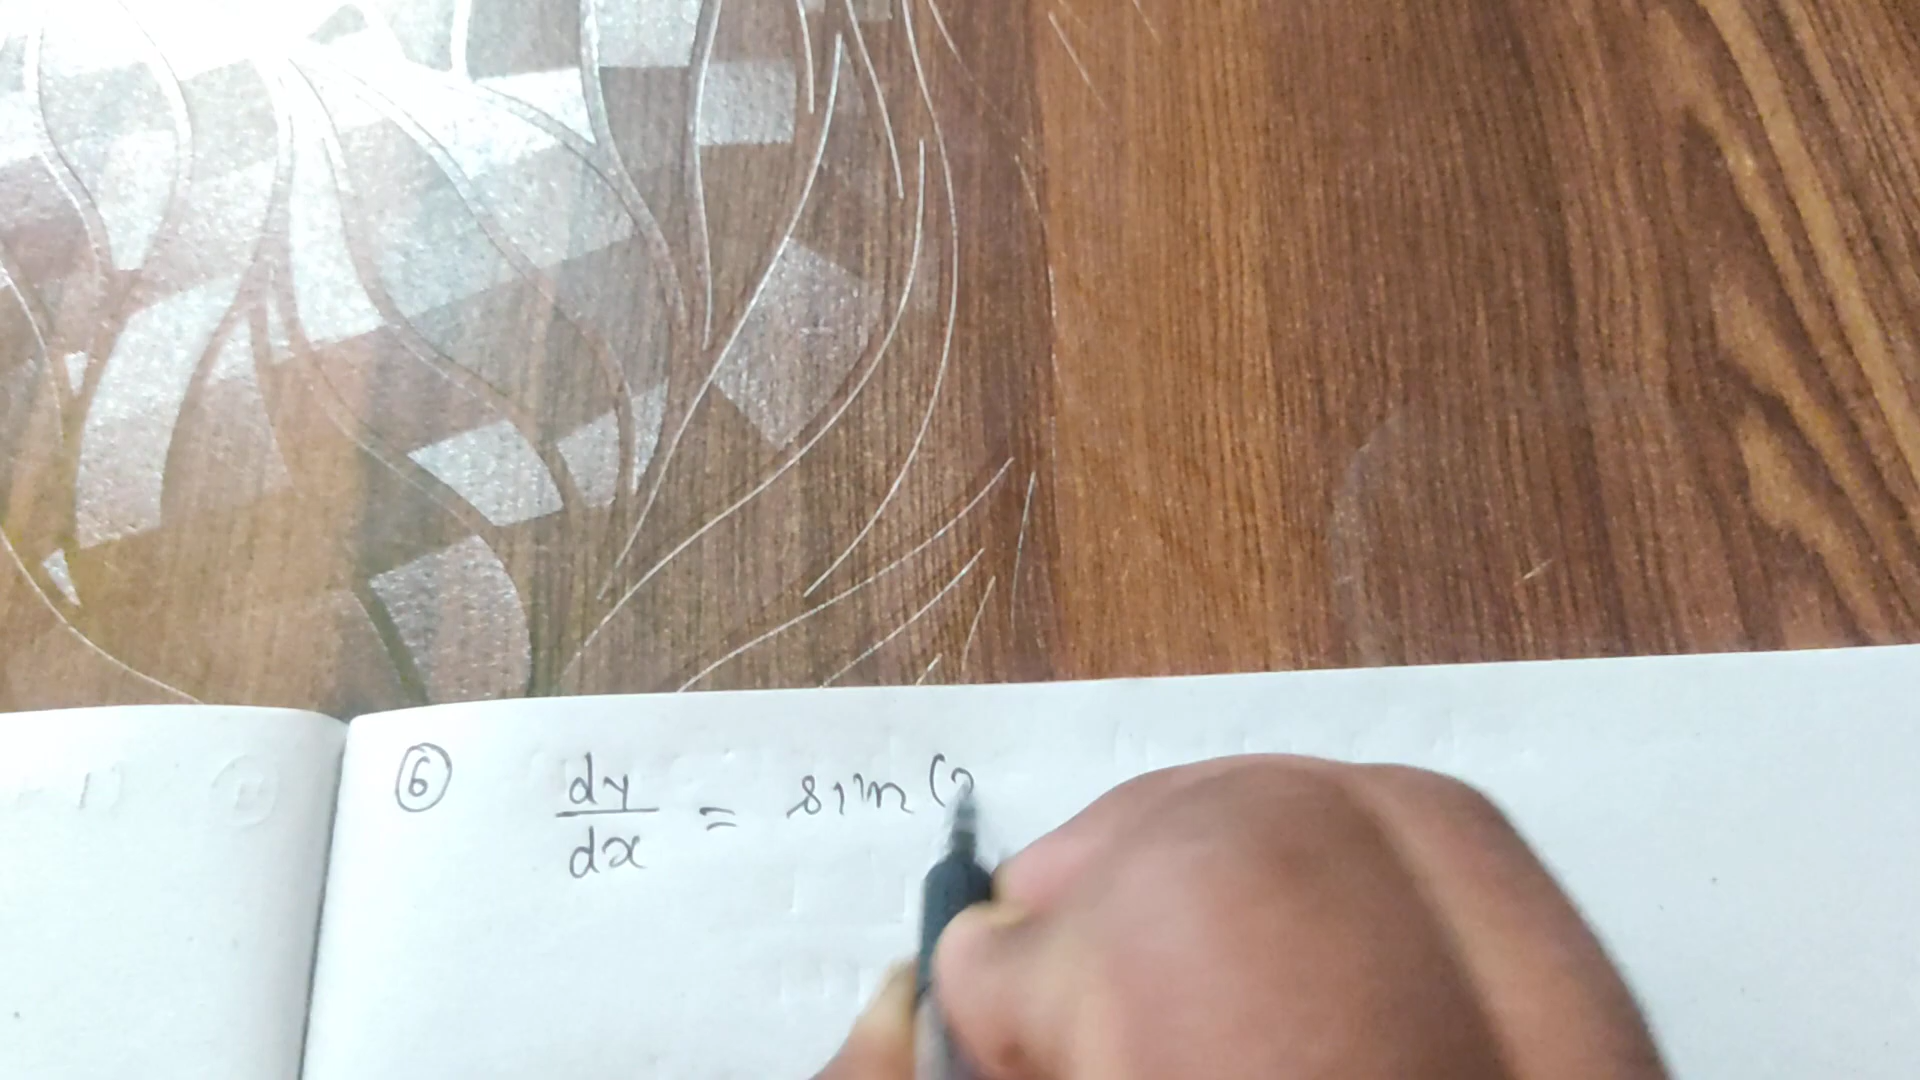 ⑥ dy/dx = sin (